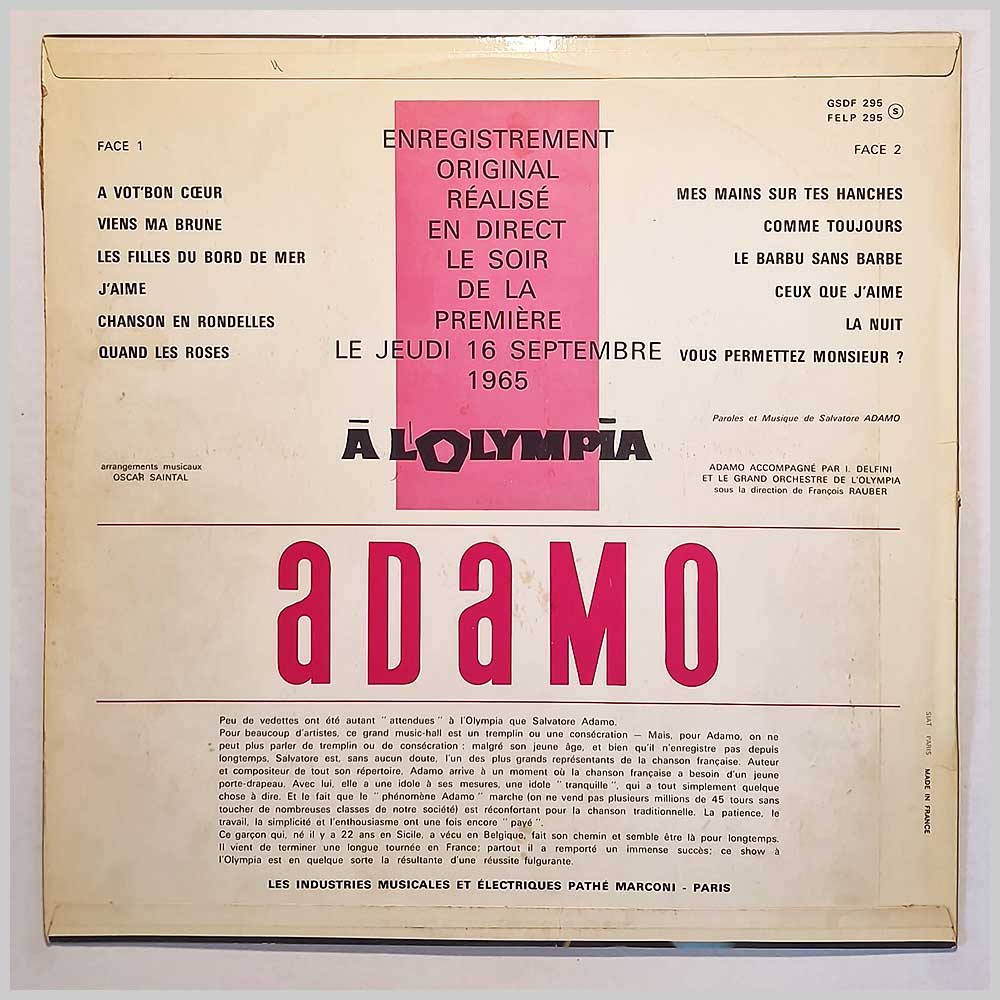 GSDF 295
FELP 295 S
FACE 1
A VOT'BON CŒUR
VIENS MA BRUNE
LES FILLES DU BORD DE MER
J'AIME
CHANSON EN RONDELLES
QUAND LES ROSES
arrangements musicaux
OSCAR SAINTAL
ENREGISTREMENT
ORIGINAL
RÉALISÉ
EN DIRECT
LE SOIR
DE LA
PREMIÈRE
LE JEUDI 16 SEPTEMBRE
1965
À L'OLYMPIA
FACE 2
MES MAINS SUR TES HANCHES
COMME TOUJOURS
LE BARBU SANS BARBE
CEUX QUE J'AIME
LA NUIT
VOUS PERMETTEZ MONSIEUR ?
Paroles et Musique de Salvatore ADAMO
ADAMO ACCOMPAGNÉ PAR I. DELFINI
ET LE GRAND ORCHESTRE DE L'OLYMPIA
sous la direction de François RAUBER
aDaMO
Peu de vedettes ont été autant " attendues " à l'Olympia que Salvatore Adamo.
Pour beaucoup d'artistes, ce grand music-hall est un tremplin ou une consécration — Mais, pour Adamo, on ne
peut plus parler de tremplin ou de consécration : malgré son jeune âge, et bien qu'il n'enregistre pas depuis
longtemps, Salvatore est, sans aucun doute, l'un des plus grands représentants de la chanson française. Auteur
et compositeur de tout son répertoire, Adamo arrive à un moment où la chanson française a besoin d'un jeune
porte-drapeau. Avec lui, elle a une idole à ses mesures, une idole " tranquille ", qui a tout simplement quelque
chose à dire. Et le fait que le " phénomène Adamo " marche (on ne vend pas plusieurs millions de 45 tours sans
toucher de nombreuses classes de notre société) est réconfortant pour la chanson traditionnelle. La patience, le
travail, la simplicité et l'enthousiasme ont une fois encore " payé ".
Ce garçon qui, né il y a 22 ans en Sicile, a vécu en Belgique, fait son chemin et semble être là pour longtemps.
Il vient de terminer une longue tournée en France; partout il a remporté un immense succès; ce show à
l'Olympia est en quelque sorte la résultante d'une réussite fulgurante.
LES INDUSTRIES MUSICALES ET ÉLECTRIQUES PATHÉ MARCONI - PARIS
SIAT PARIS MADE IN FRANCE